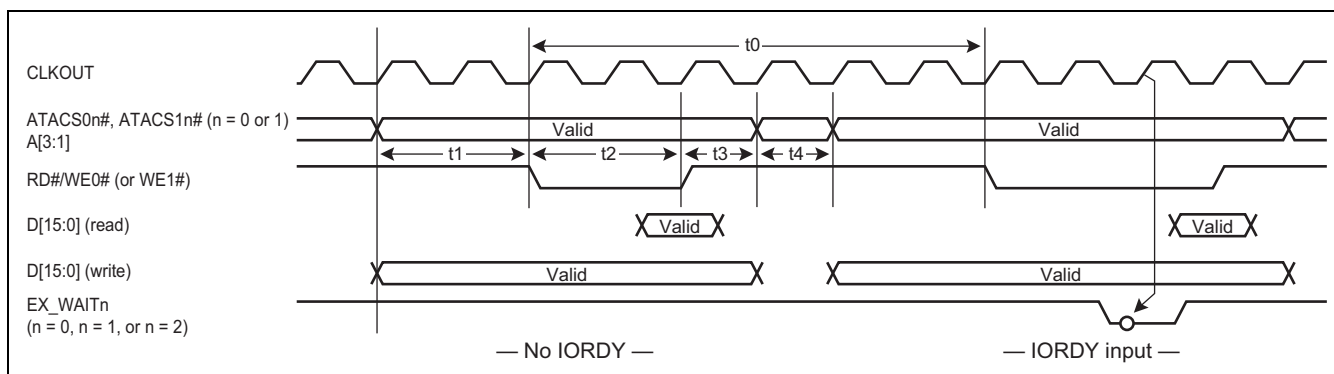 t0
CLKOUT
ATACS0n#, ATACS1n# (n = 0 or 1)
A[3:1]
Valid
Valid
t1
t2
t3
t4
RD#/WE0# (or WE1#)
D[15:0] (read)
Valid
Valid
D[15:0] (write)
Valid
Valid
EX_WAITn
(n = 0, n = 1, or n = 2)
— No IORDY —
— IORDY input —